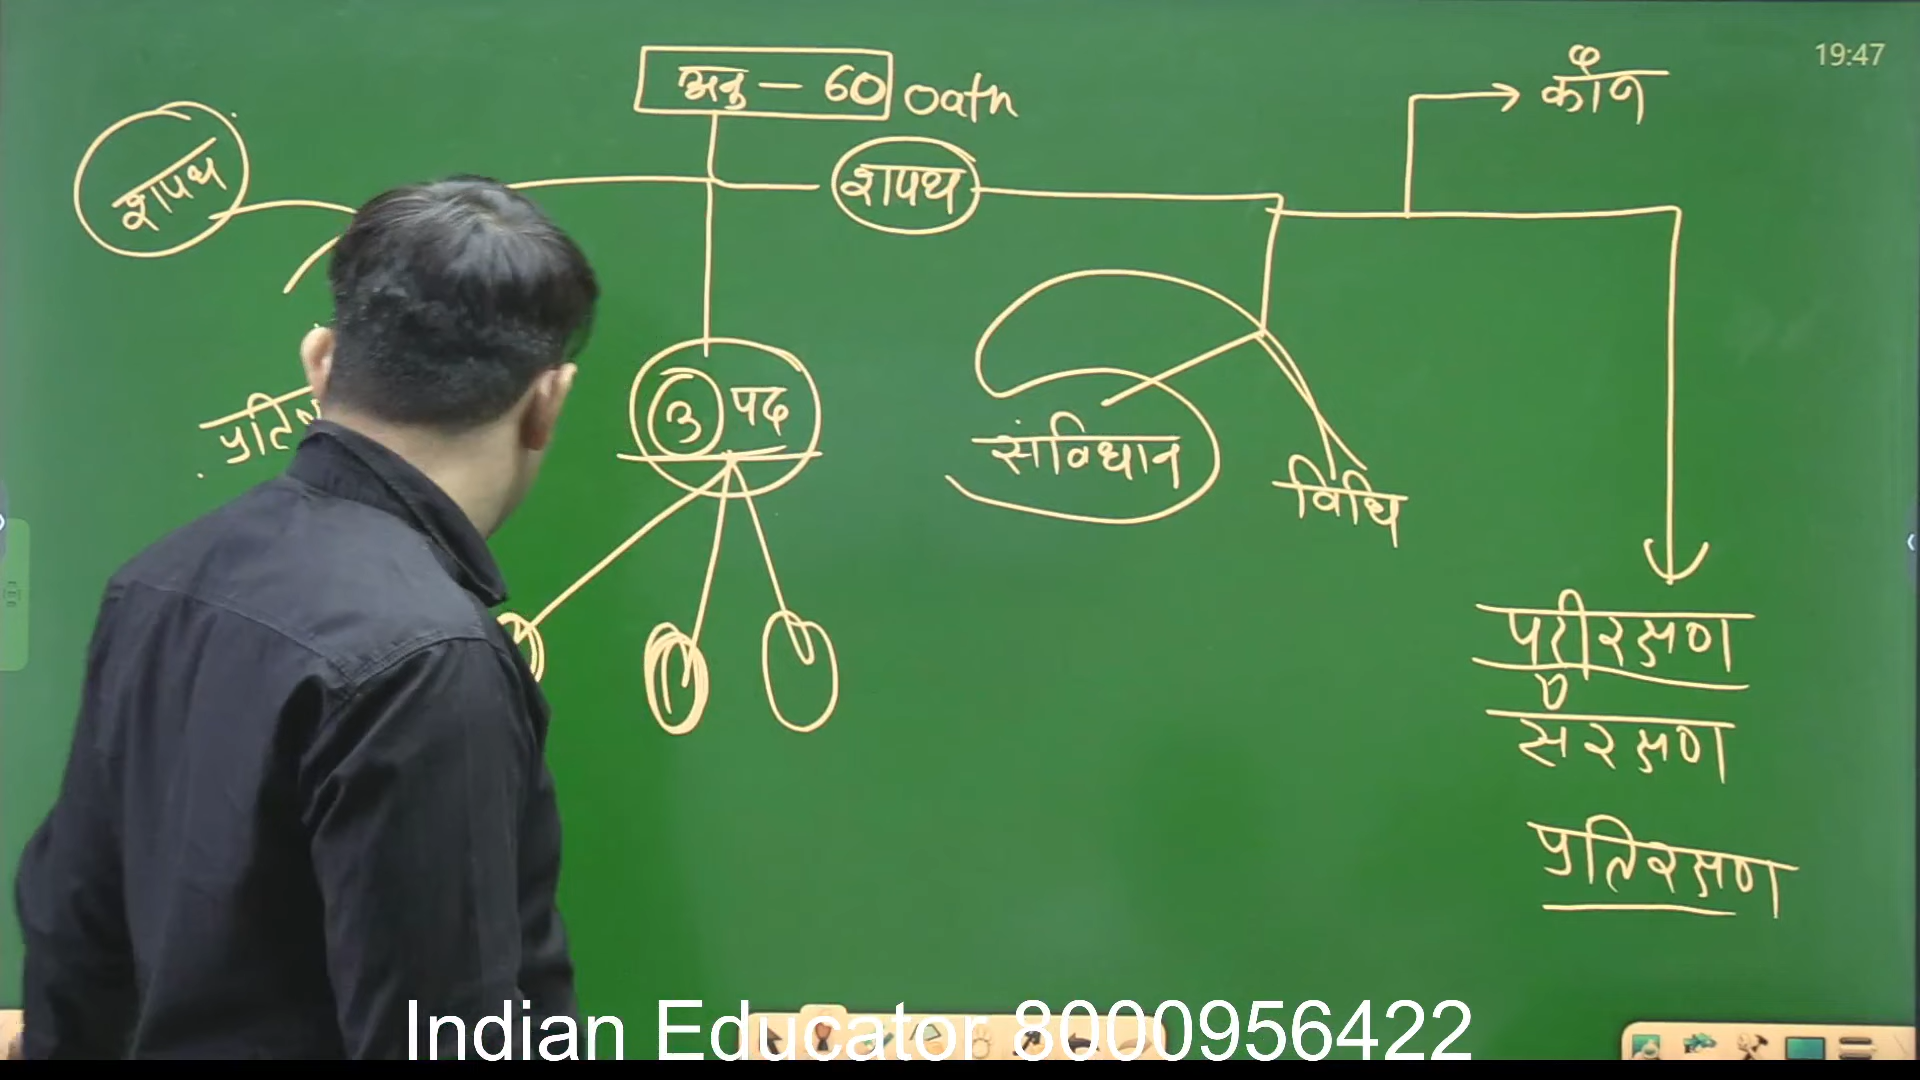 अनु - 60 oath
कौन
19:47
शपथ
शपथ
3 पद
संविधान
विधि
परीरक्षण
संरक्षण
प्रतिरक्षण
Indian Educator 8000956422